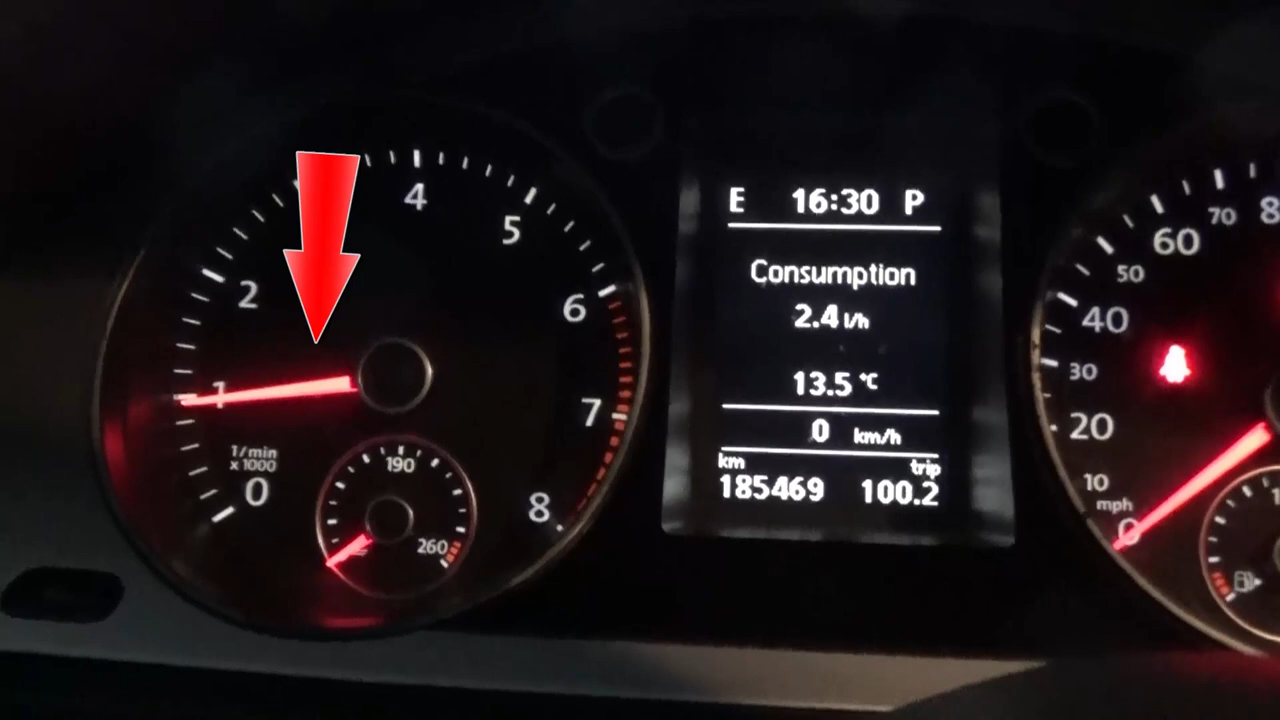 4
5
2
6
1
7
1/min
x 1000
0
190
8
260
E 16:30 P
Consumption
2.4 l/h
13.5 °C
0 km/h
km trip
185469 100.2
60
70
50
40
30
20
10
mph
0